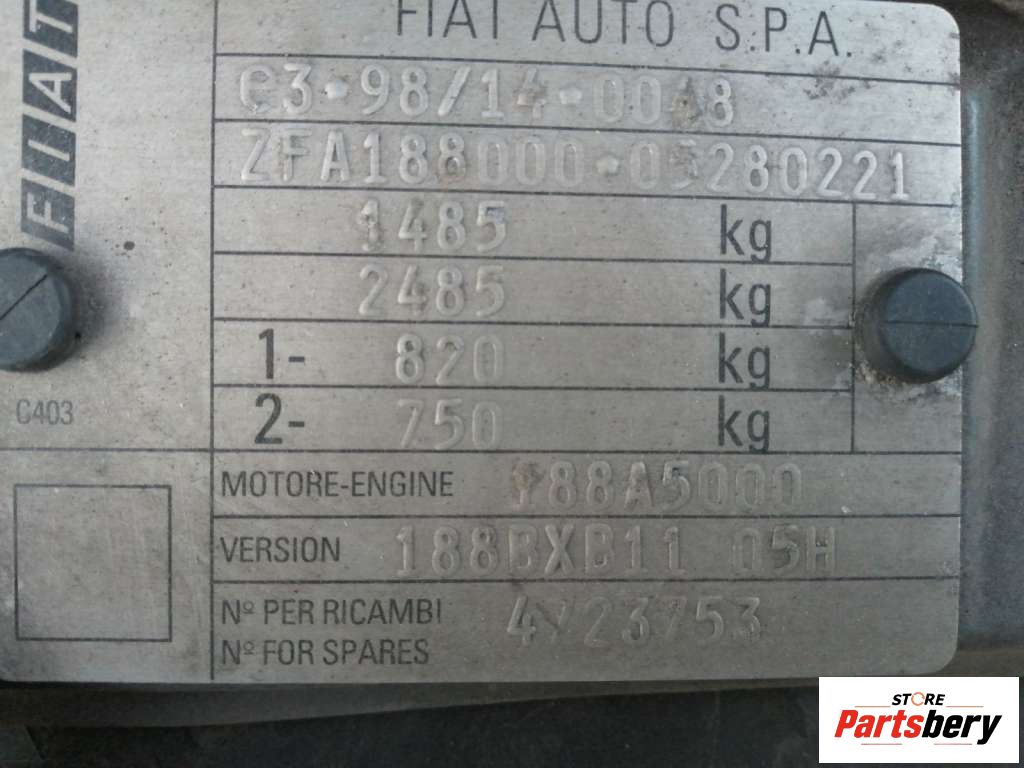 FIAT
FIAT AUTO S.P.A.
e3*98/14*0048
ZFA188000*05280221
1485 kg
2485 kg
1- 820 kg
2- 750 kg
C403
MOTORE-ENGINE 188A5000
VERSION 188BXB11 05H
Nº PER RICAMBI
Nº FOR SPARES
4723753
STORE
Partsbery